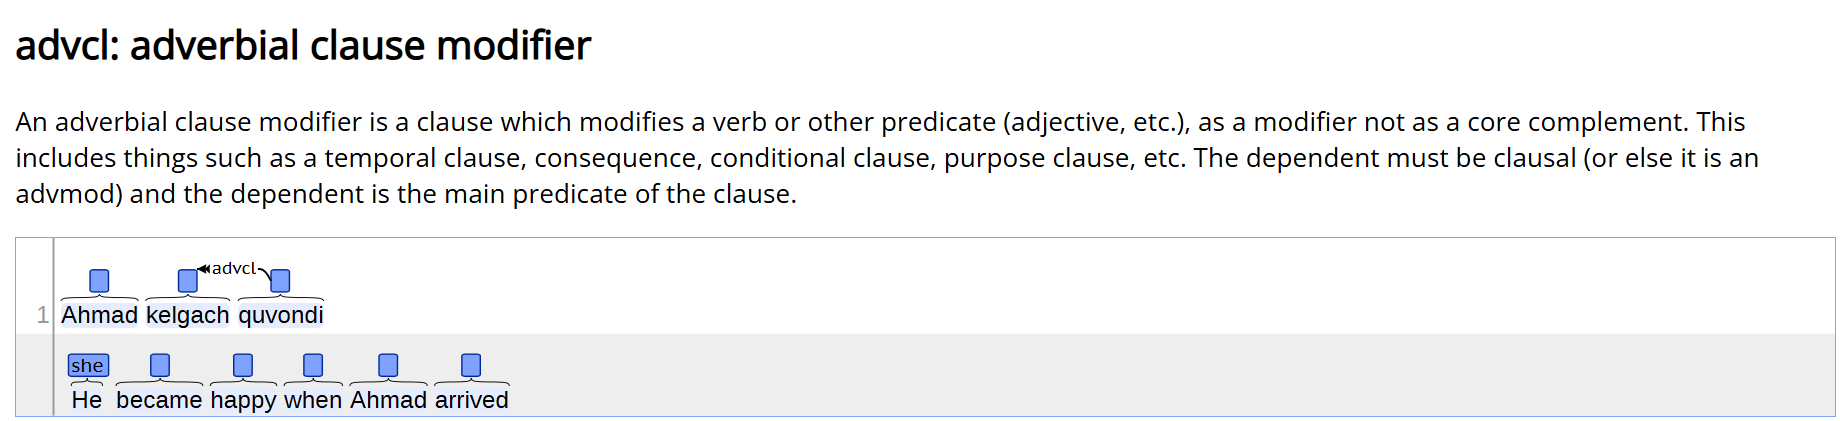 advcl: adverbial clause modifier
An adverbial clause modifier is a clause which modifies a verb or other predicate (adjective, etc.), as a modifier not as a core complement. This
includes things such as a temporal clause, consequence, conditional clause, purpose clause, etc. The dependent must be clausal (or else it is an
advmod) and the dependent is the main predicate of the clause.
advcl
1 Ahmad kelgach quvondi
she
He became happy when Ahmad arrived